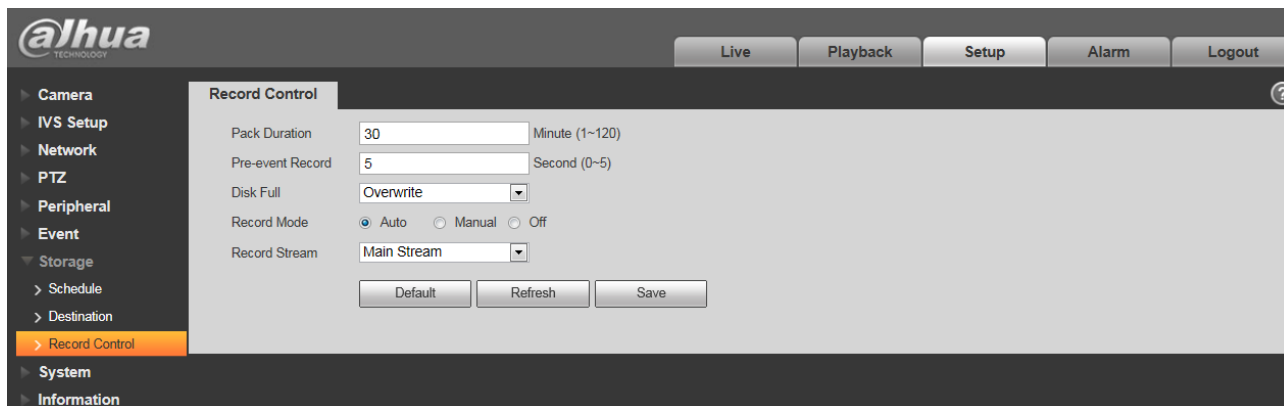 alhua
TECHNOLOGY
Live Playback Setup Alarm Logout
Camera
IVS Setup
Network
PTZ
Peripheral
Event
Storage
> Schedule
> Destination
> Record Control
System
Information
Record Control
?
Pack Duration 30 Minute (1~120)
Pre-event Record 5 Second (0~5)
Disk Full Overwrite
Record Mode Auto Manual Off
Record Stream Main Stream
Default Refresh Save